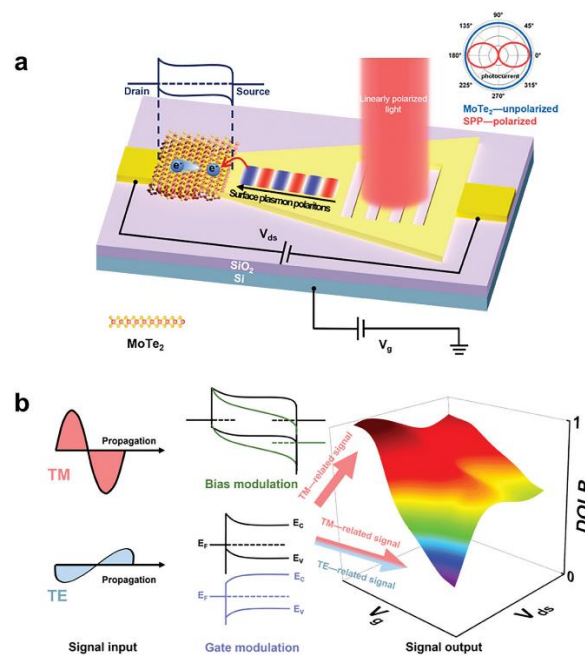 a
Drain
Source
Linearly polarized
light
90°
135°
45°
180°
0°
photocurrent
225°
315°
270°
MoTe₂—unpolarized
SPP—polarized
e⁻
e⁻
Surface plasmon polaritons
V_ds
SiO₂
Si
MoTe₂
V_g
b
Propagation
TM
Propagation
TE
Signal input
Bias modulation
E_F
E_C
E_V
E_F
E_C
E_V
Gate modulation
TM—related signal
TM—related signal
TE—related signal
1
DOLP
0
V_g
V_ds
Signal output